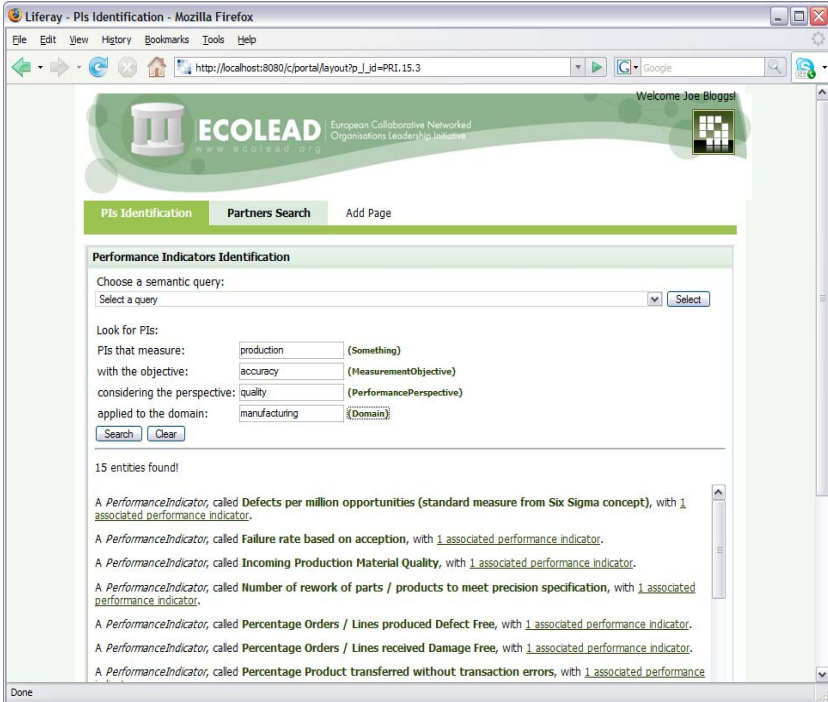 Liferay - PIs Identification - Mozilla Firefox
File Edit View History Bookmarks Tools Help
http://localhost:8080/c/portal/layout?p_l_id=PRI.15.3
Google
Welcome Joe Bloggs!
ECOLEAD European Collaborative Networked
Organisations Leadership Initiative
www.ecolead.org
PIs Identification Partners Search Add Page
Performance Indicators Identification
Choose a semantic query:
Select a query Select
Look for PIs:
PIs that measure: production (Something)
with the objective: accuracy (MeasurementObjective)
considering the perspective: quality (PerformancePerspective)
applied to the domain: manufacturing (Domain)
Search Clear
15 entities found!
A PerformanceIndicator, called Defects per million opportunities (standard measure from Six Sigma concept), with 1
associated performance indicator.
A PerformanceIndicator, called Failure rate based on acception, with 1 associated performance indicator.
A PerformanceIndicator, called Incoming Production Material Quality, with 1 associated performance indicator.
A PerformanceIndicator, called Number of rework of parts / products to meet precision specification, with 1 associated
performance indicator.
A PerformanceIndicator, called Percentage Orders / Lines produced Defect Free, with 1 associated performance indicator.
A PerformanceIndicator, called Percentage Orders / Lines received Damage Free, with 1 associated performance indicator.
A PerformanceIndicator, called Percentage Product transferred without transaction errors, with 1 associated performance
Done